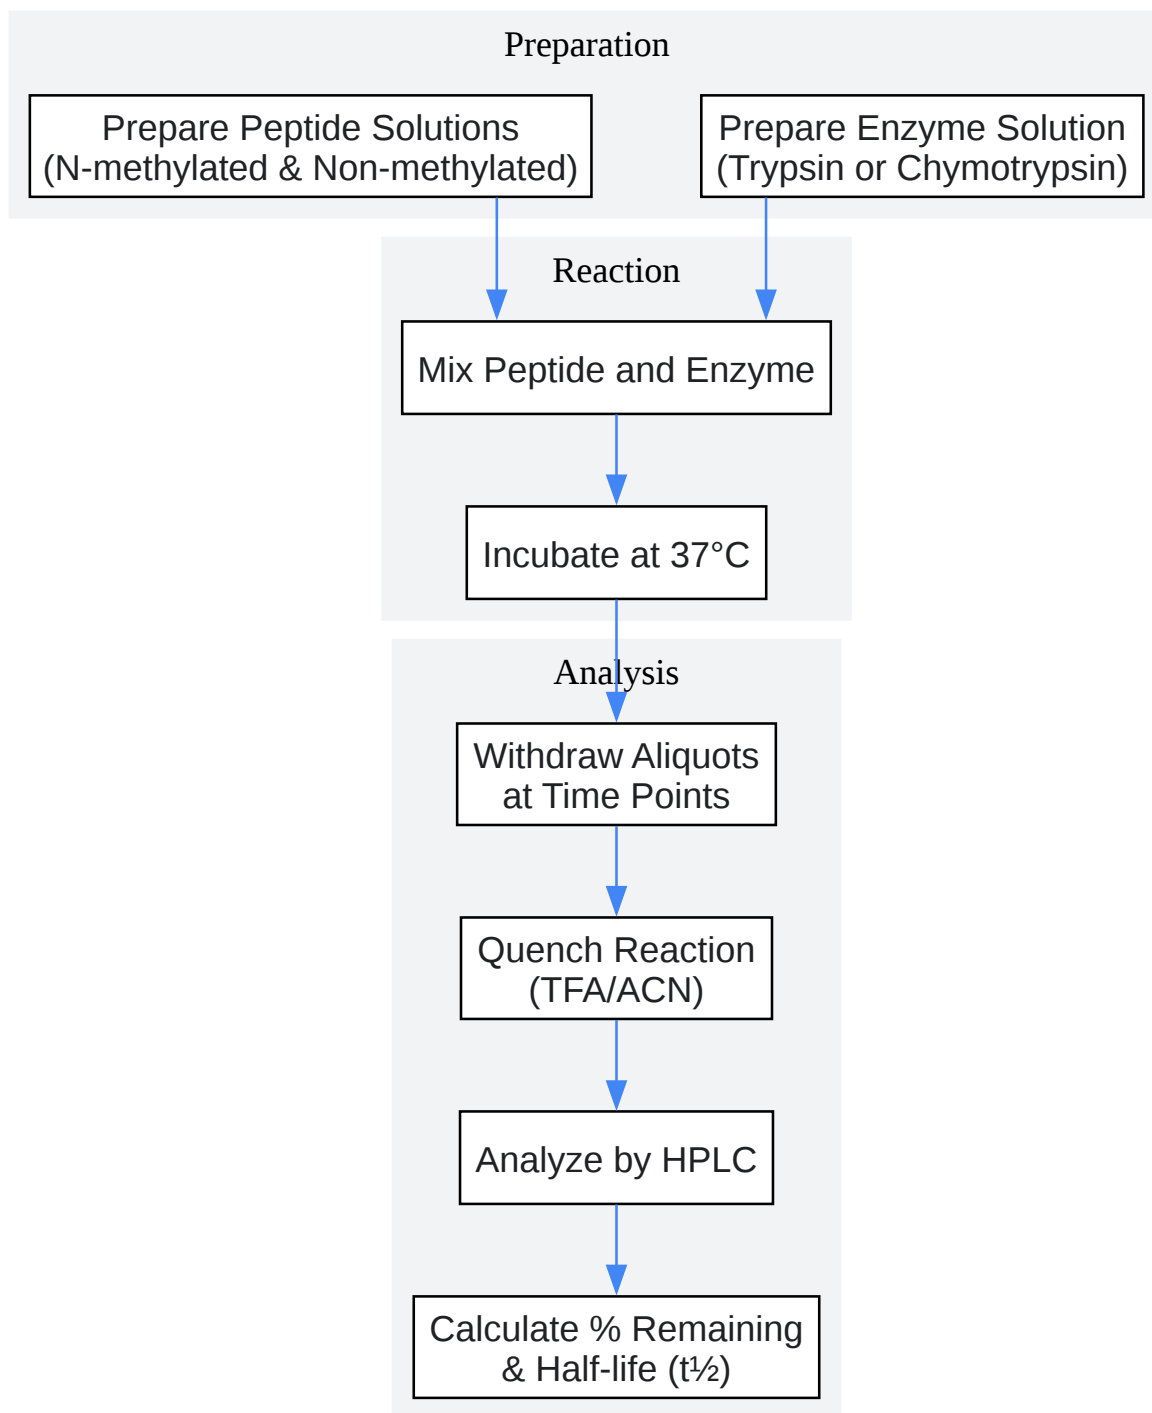 Preparation
Prepare Peptide Solutions
(N-methylated & Non-methylated)
Prepare Enzyme Solution
(Trypsin or Chymotrypsin)
Reaction
Mix Peptide and Enzyme
Incubate at 37°C
Analysis
Withdraw Aliquots
at Time Points
Quench Reaction
(TFA/ACN)
Analyze by HPLC
Calculate % Remaining
& Half-life (t½)